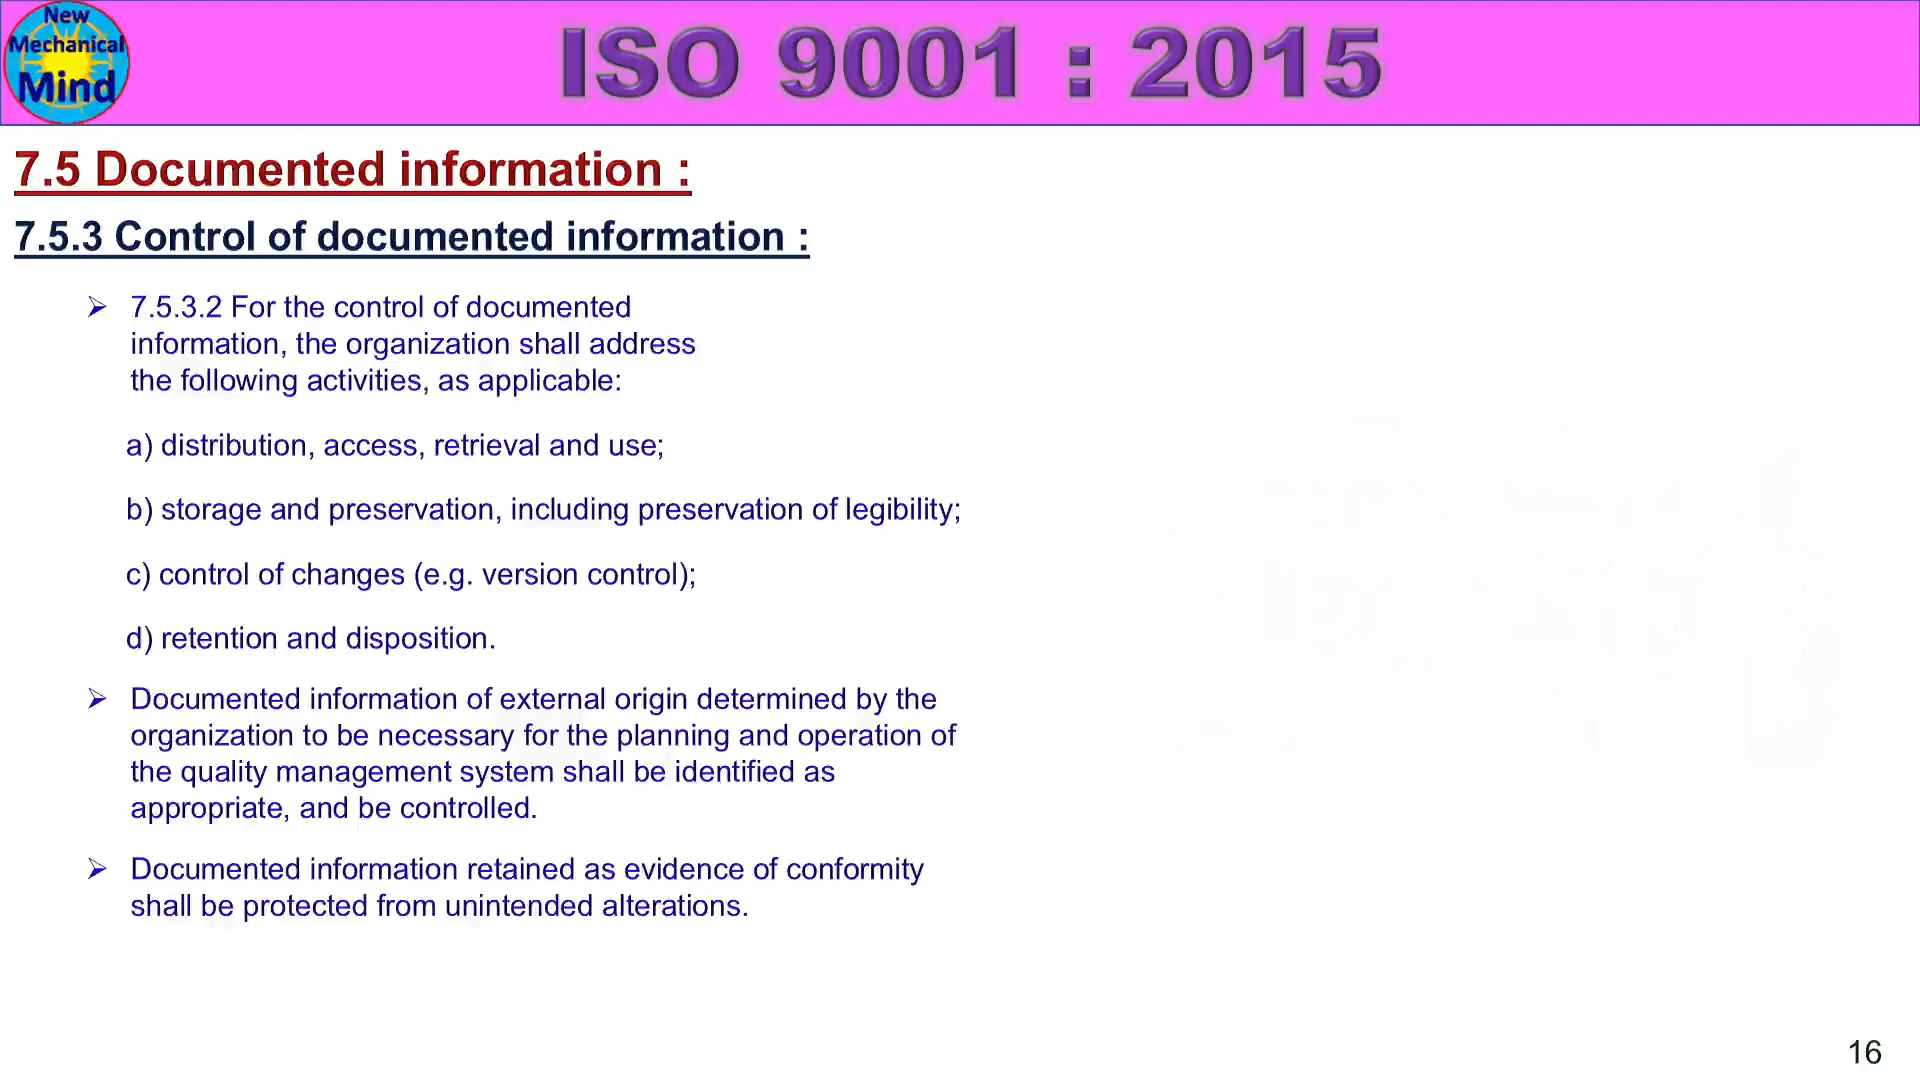 New
Mechanical
Mind
ISO 9001 : 2015
7.5 Documented information :
7.5.3 Control of documented information :
➢ 7.5.3.2 For the control of documented
information, the organization shall address
the following activities, as applicable:
a) distribution, access, retrieval and use;
b) storage and preservation, including preservation of legibility;
c) control of changes (e.g. version control);
d) retention and disposition.
➢ Documented information of external origin determined by the
organization to be necessary for the planning and operation of
the quality management system shall be identified as
appropriate, and be controlled.
➢ Documented information retained as evidence of conformity
shall be protected from unintended alterations.
16